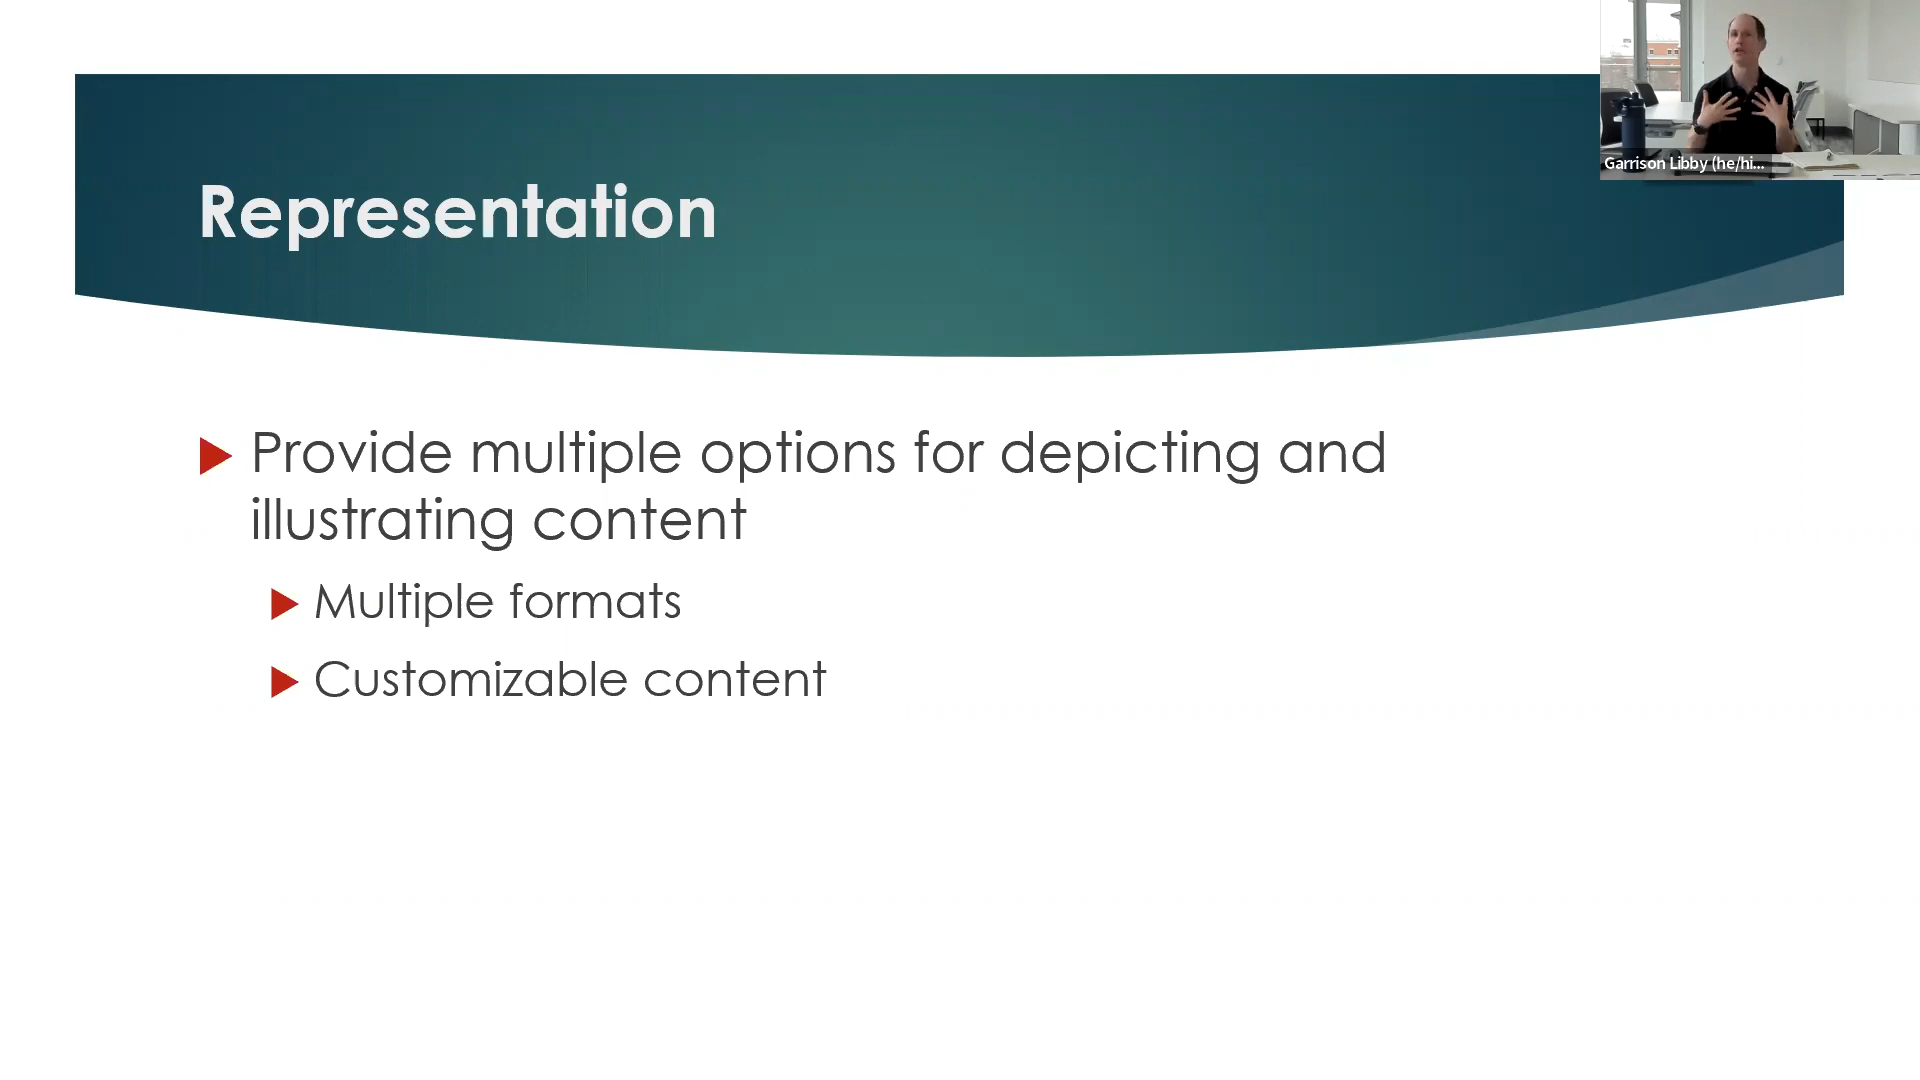 Garrison Libby (he/hi...
Representation
Provide multiple options for depicting and
illustrating content
Multiple formats
Customizable content